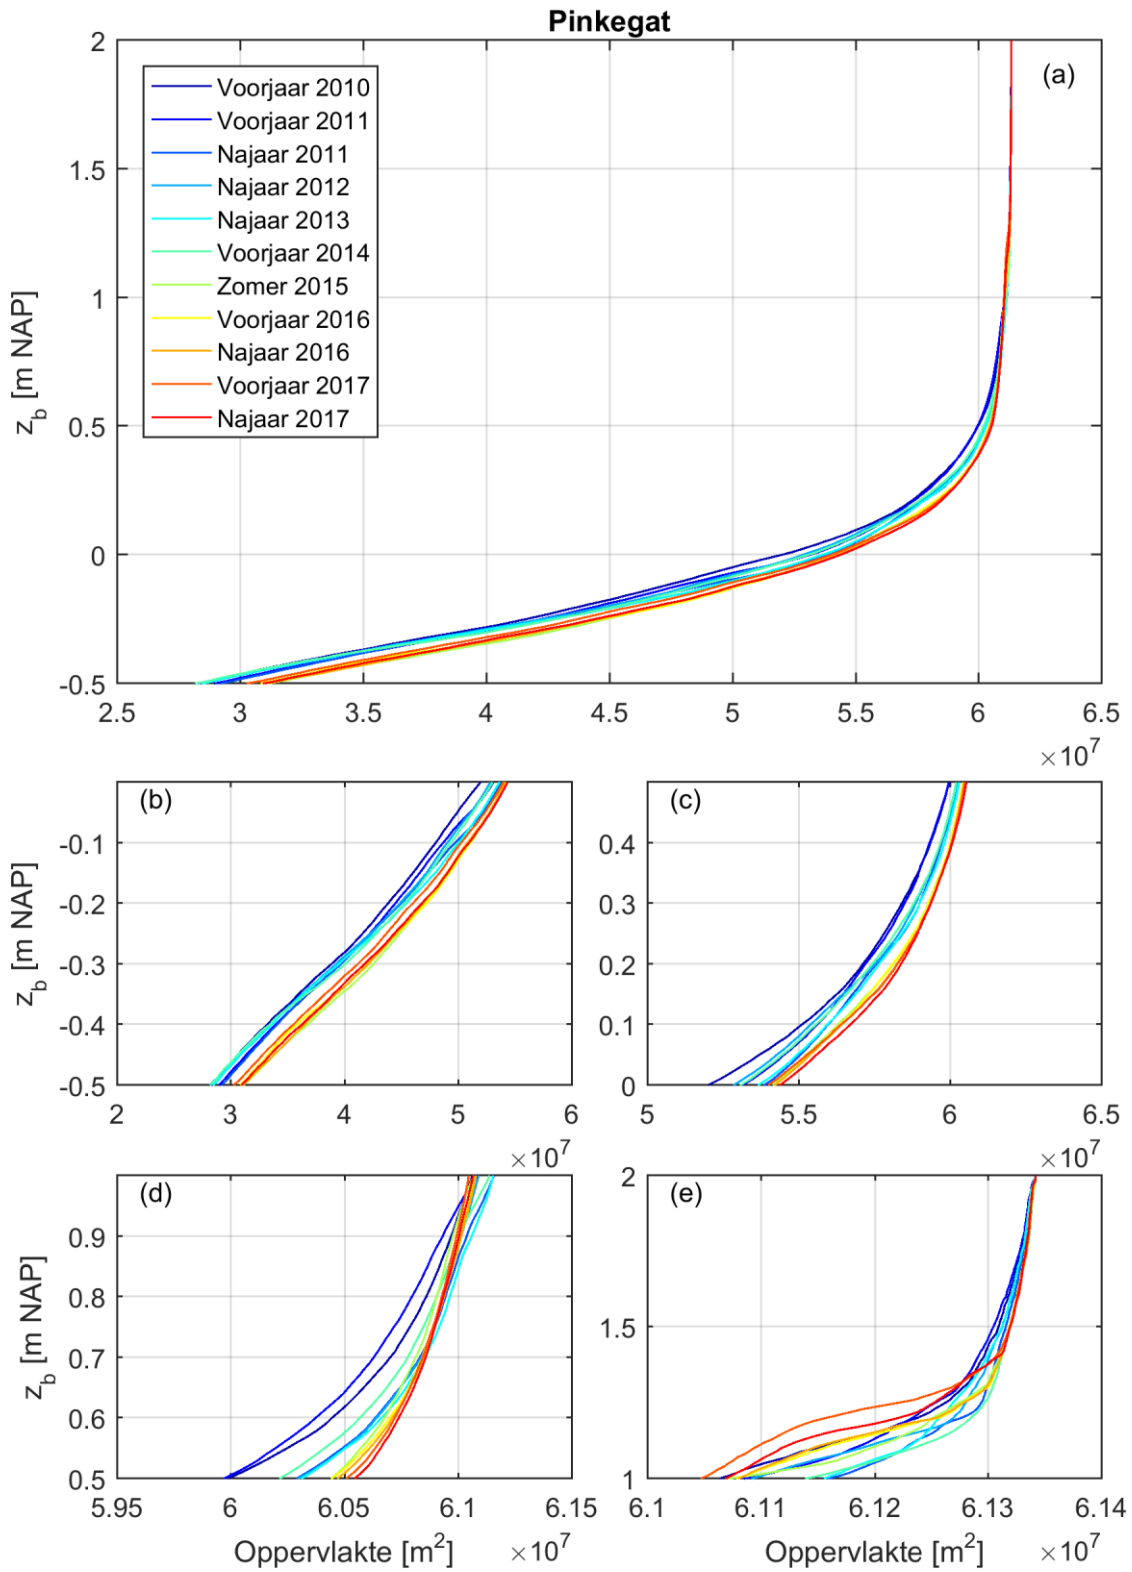 Pinkegat
2
1.5
1
0.5
0
-0.5
z_b [m NAP]
(a)
Voorjaar 2010
Voorjaar 2011
Najaar 2011
Najaar 2012
Najaar 2013
Voorjaar 2014
Zomer 2015
Voorjaar 2016
Najaar 2016
Voorjaar 2017
Najaar 2017
2.5 3 3.5 4 4.5 5 5.5 6 6.5
×10^7
(b)
-0.1
-0.2
-0.3
-0.4
-0.5
z_b [m NAP]
2 3 4 5 6
×10^7
(c)
0.4
0.3
0.2
0.1
0
5 5.5 6 6.5
×10^7
(d)
0.9
0.8
0.7
0.6
0.5
z_b [m NAP]
5.95 6 6.05 6.1 6.15
Oppervlakte [m^2] ×10^7
(e)
2
1.5
1
6.1 6.11 6.12 6.13 6.14
Oppervlakte [m^2] ×10^7